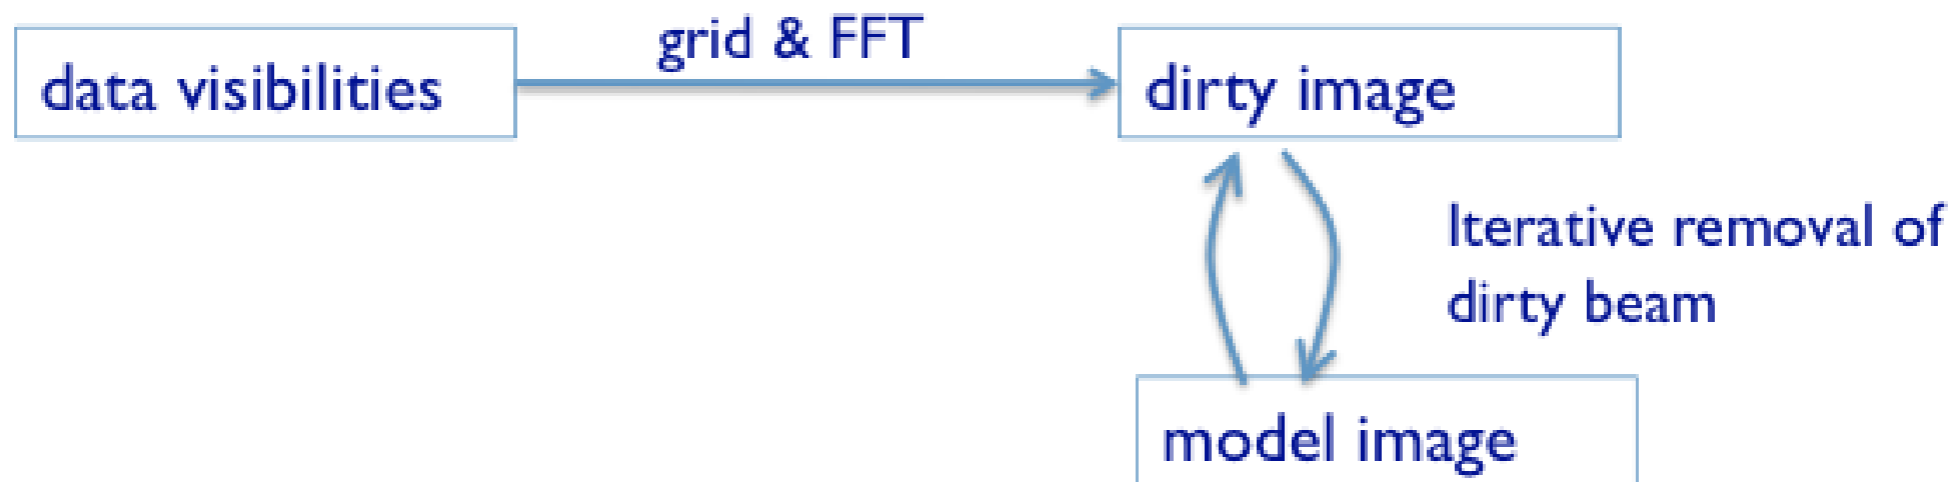 grid & FFT
data visibilities
dirty image
Iterative removal of
dirty beam
model image